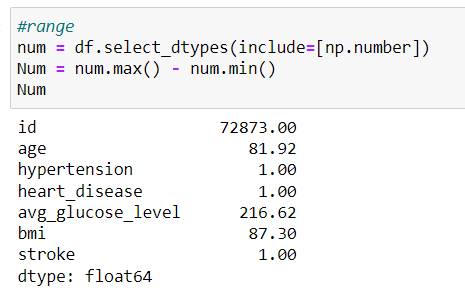 #range
num = df.select_dtypes(include=[np.number])
Num = num.max() - num.min()
Num
id 72873.00
age 81.92
hypertension 1.00
heart_disease 1.00
avg_glucose_level 216.62
bmi 87.30
stroke 1.00
dtype: float64